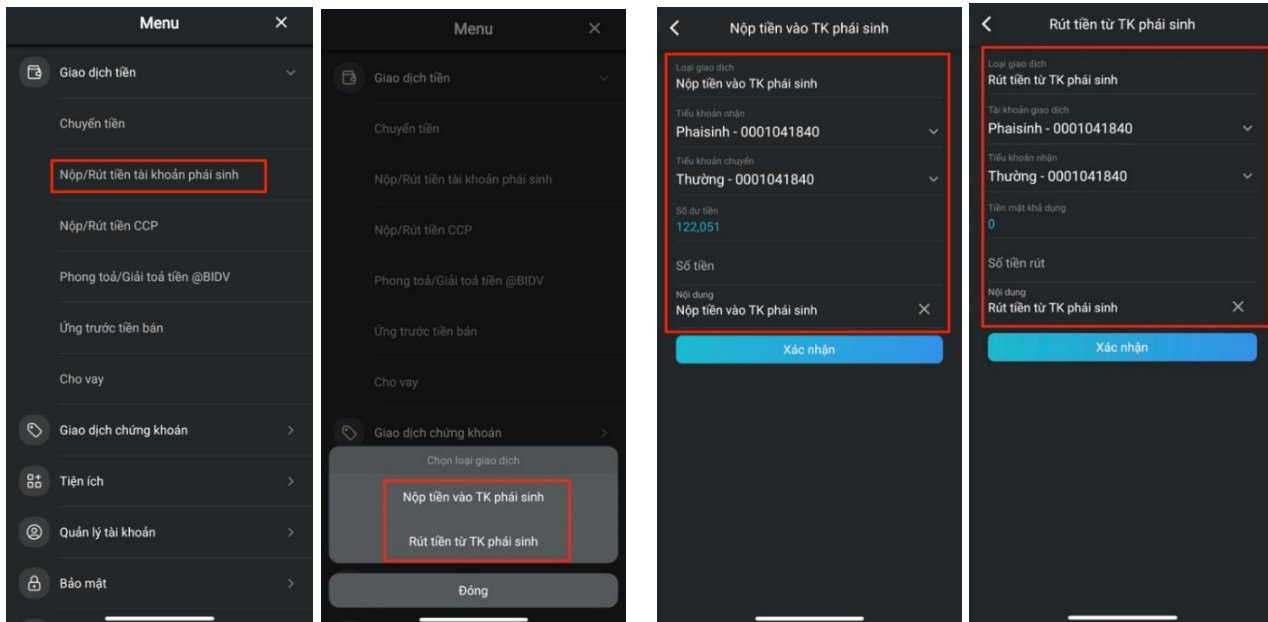 Menu
Giao dịch tiền
Chuyển tiền
Nộp/Rút tiền tài khoản phái sinh
Nộp/Rút tiền CCP
Phong toả/Giải toả tiền @BIDV
Ứng trước tiền bán
Cho vay
Giao dịch chứng khoán
Tiện ích
Quản lý tài khoản
Bảo mật
Menu
Giao dịch tiền
Chuyển tiền
Nộp/Rút tiền tài khoản phái sinh
Nộp/Rút tiền CCP
Phong toả/Giải toả tiền @BIDV
Ứng trước tiền bán
Cho vay
Giao dịch chứng khoán
Chọn loại giao dịch
Nộp tiền vào TK phái sinh
Rút tiền từ TK phái sinh
Đóng
Nộp tiền vào TK phái sinh
Loại giao dịch
Nộp tiền vào TK phái sinh
Tiểu khoản nhận
Phaisinh - 0001041840
Tiểu khoản chuyển
Thường - 0001041840
Số dư tiền
122,051
Số tiền
Nội dung
Nộp tiền vào TK phái sinh
Xác nhận
Rút tiền từ TK phái sinh
Loại giao dịch
Rút tiền từ TK phái sinh
Tài khoản giao dịch
Phaisinh - 0001041840
Tiểu khoản nhận
Thường - 0001041840
Tiền mặt khả dụng
0
Số tiền rút
Nội dung
Rút tiền từ TK phái sinh
Xác nhận